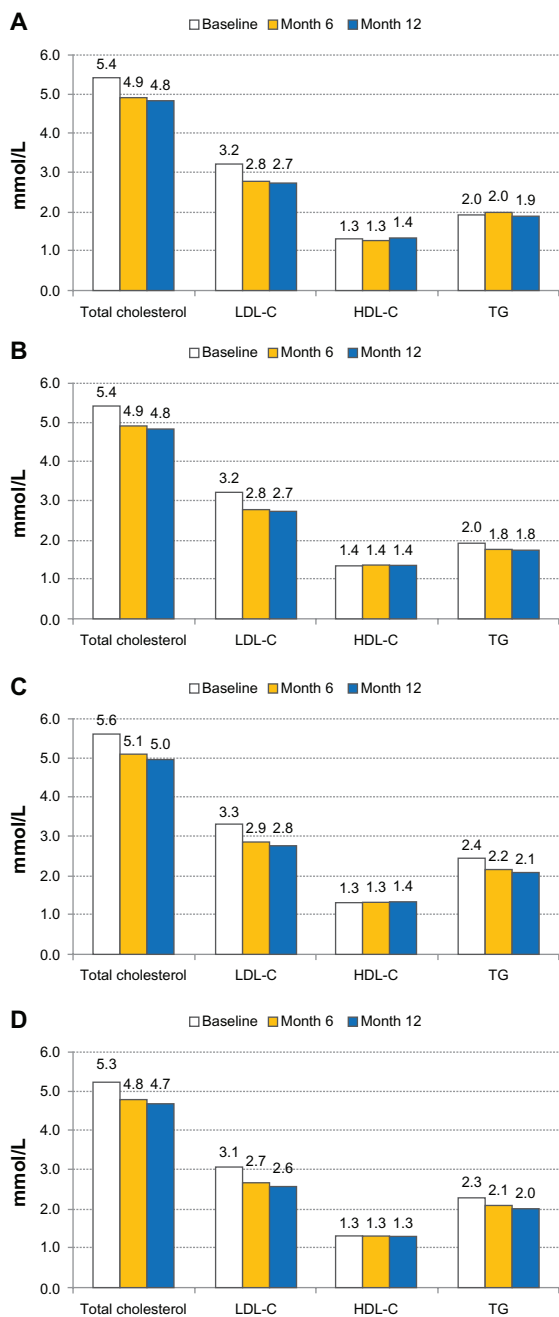 A
Baseline Month 6 Month 12
mmol/L
6.0
5.0
4.0
3.0
2.0
1.0
0.0
5.4 4.9 4.8
3.2 2.8 2.7
1.3 1.3 1.4
2.0 2.0 1.9
Total cholesterol LDL-C HDL-C TG
B
Baseline Month 6 Month 12
mmol/L
6.0
5.0
4.0
3.0
2.0
1.0
0.0
5.4 4.9 4.8
3.2 2.8 2.7
1.4 1.4 1.4
2.0 1.8 1.8
Total cholesterol LDL-C HDL-C TG
C
Baseline Month 6 Month 12
mmol/L
6.0
5.0
4.0
3.0
2.0
1.0
0.0
5.6 5.1 5.0
3.3 2.9 2.8
1.3 1.3 1.4
2.4 2.2 2.1
Total cholesterol LDL-C HDL-C TG
D
Baseline Month 6 Month 12
mmol/L
6.0
5.0
4.0
3.0
2.0
1.0
0.0
5.3 4.8 4.7
3.1 2.7 2.6
1.3 1.3 1.3
2.3 2.1 2.0
Total cholesterol LDL-C HDL-C TG